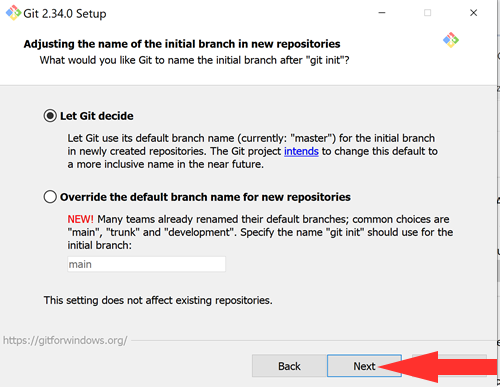 Git 2.34.0 Setup
Adjusting the name of the initial branch in new repositories
What would you like Git to name the initial branch after "git init"?
Let Git decide
Let Git use its default branch name (currently: "master") for the initial branch
in newly created repositories. The Git project intends to change this default to
a more inclusive name in the near future.
Override the default branch name for new repositories
NEW! Many teams already renamed their default branches; common choices are
"main", "trunk" and "development". Specify the name "git init" should use for the
initial branch:
main
This setting does not affect existing repositories.
https://gitforwindows.org/
Back
Next